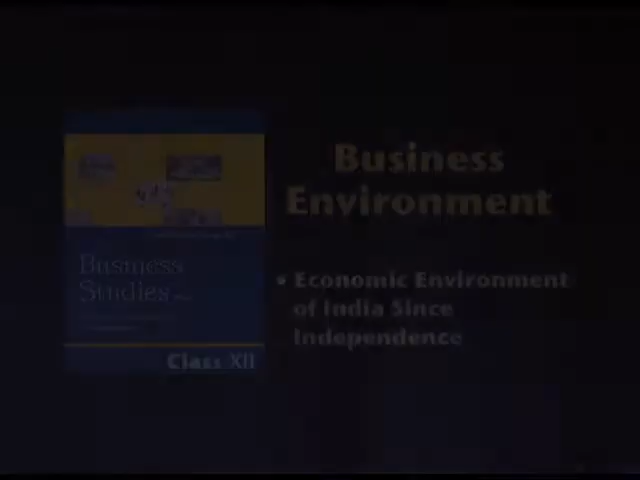 Business
Environment
Business
Studies
Class XII
• Economic Environment
of India Since
Independence